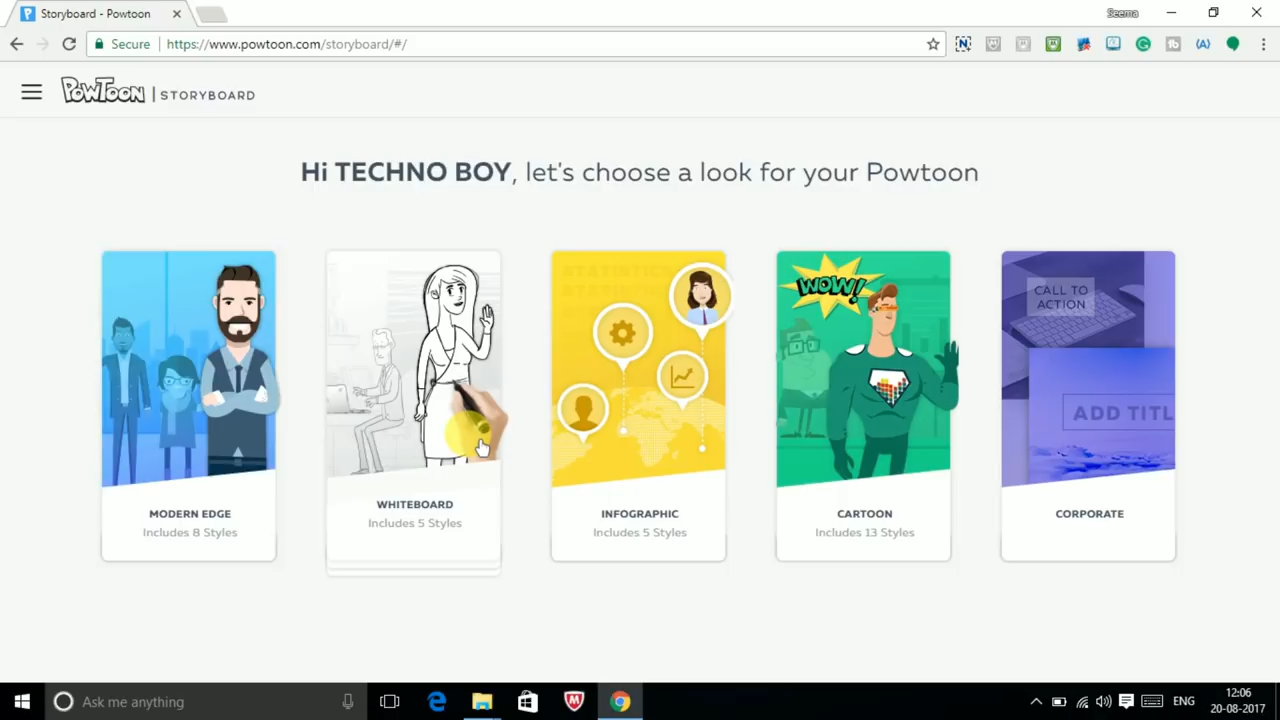 Storyboard - Powtoon
Seema
Secure
https://www.powtoon.com/storyboard/#/
POWTOON | STORYBOARD
Hi TECHNO BOY, let's choose a look for your Powtoon
MODERN EDGE
Includes 8 Styles
WHITEBOARD
Includes 5 Styles
STATISTICS
STATISTICS
INFOGRAPHIC
Includes 5 Styles
WOW!
CARTOON
Includes 13 Styles
CALL TO
ACTION
ADD TITL
CORPORATE
Ask me anything
ENG
12:06
20-08-2017